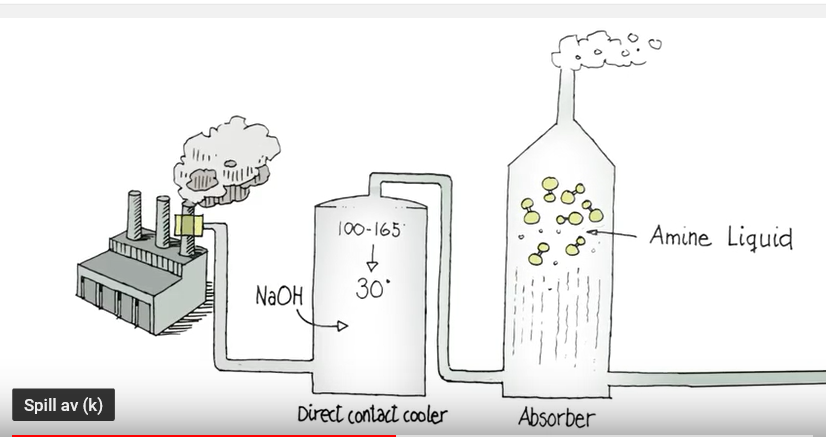 100-165°
30°
NaOH
Amine Liquid
Direct contact cooler
Absorber
Spill av (k)